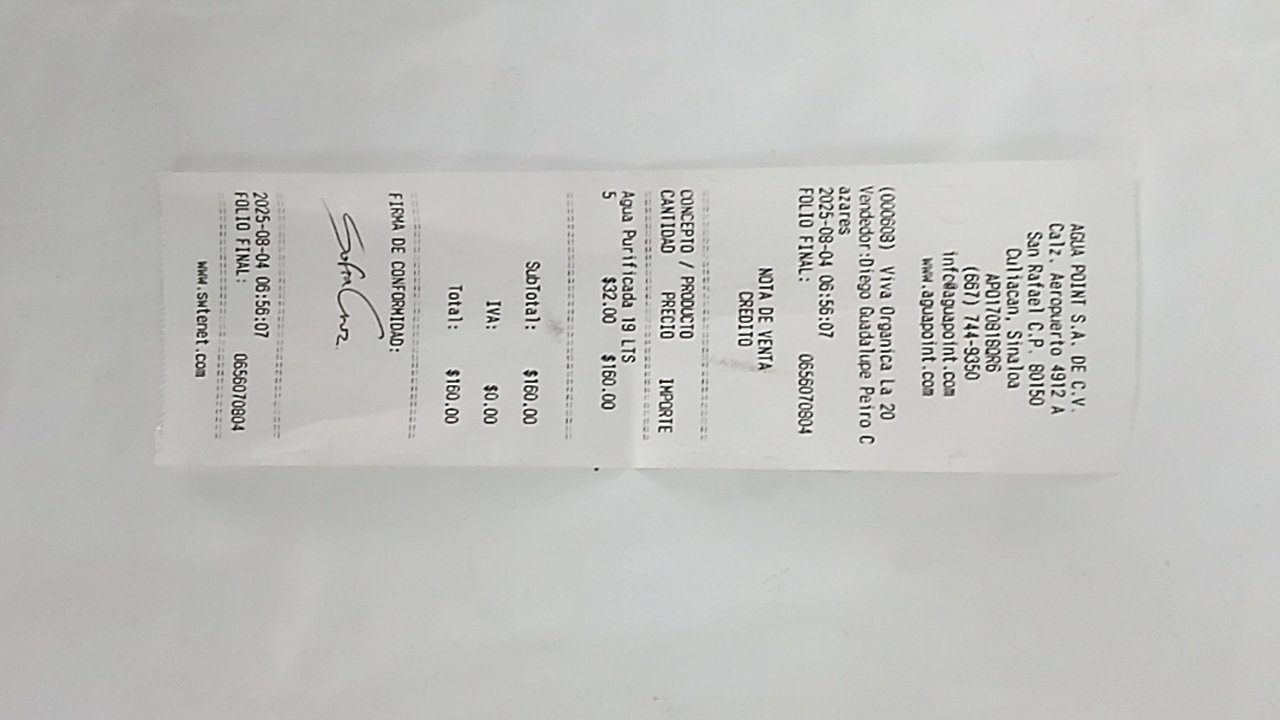 AGUA POINT S.A. DE C.V.
Calz. Aeropuerto 4912 A
San Rafael C.P. 80150
Culiacan, Sinaloa
APO170818QR6
(667) 744-9350
info@aguapoint.com
www.aguapoint.com
(000608) Viva Organica La 20
Vendedor:Diego Guadalupe Peiro C
azares
2025-08-04 06:56:07
FOLIO FINAL: 0656070804
NOTA DE VENTA
CREDITO
================================
CONCEPTO / PRODUCTO
CANTIDAD PRECIO IMPORTE
================================
Agua Purificada 19 LTS
5 $32.00 $160.00
================================
SubTotal: $160.00
IVA: $0.00
Total: $160.00
================================
FIRMA DE CONFORMIDAD:
Sofia Cruz
================================
2025-08-04 06:56:07
FOLIO FINAL: 0656070804
================================
www.swtenet.com